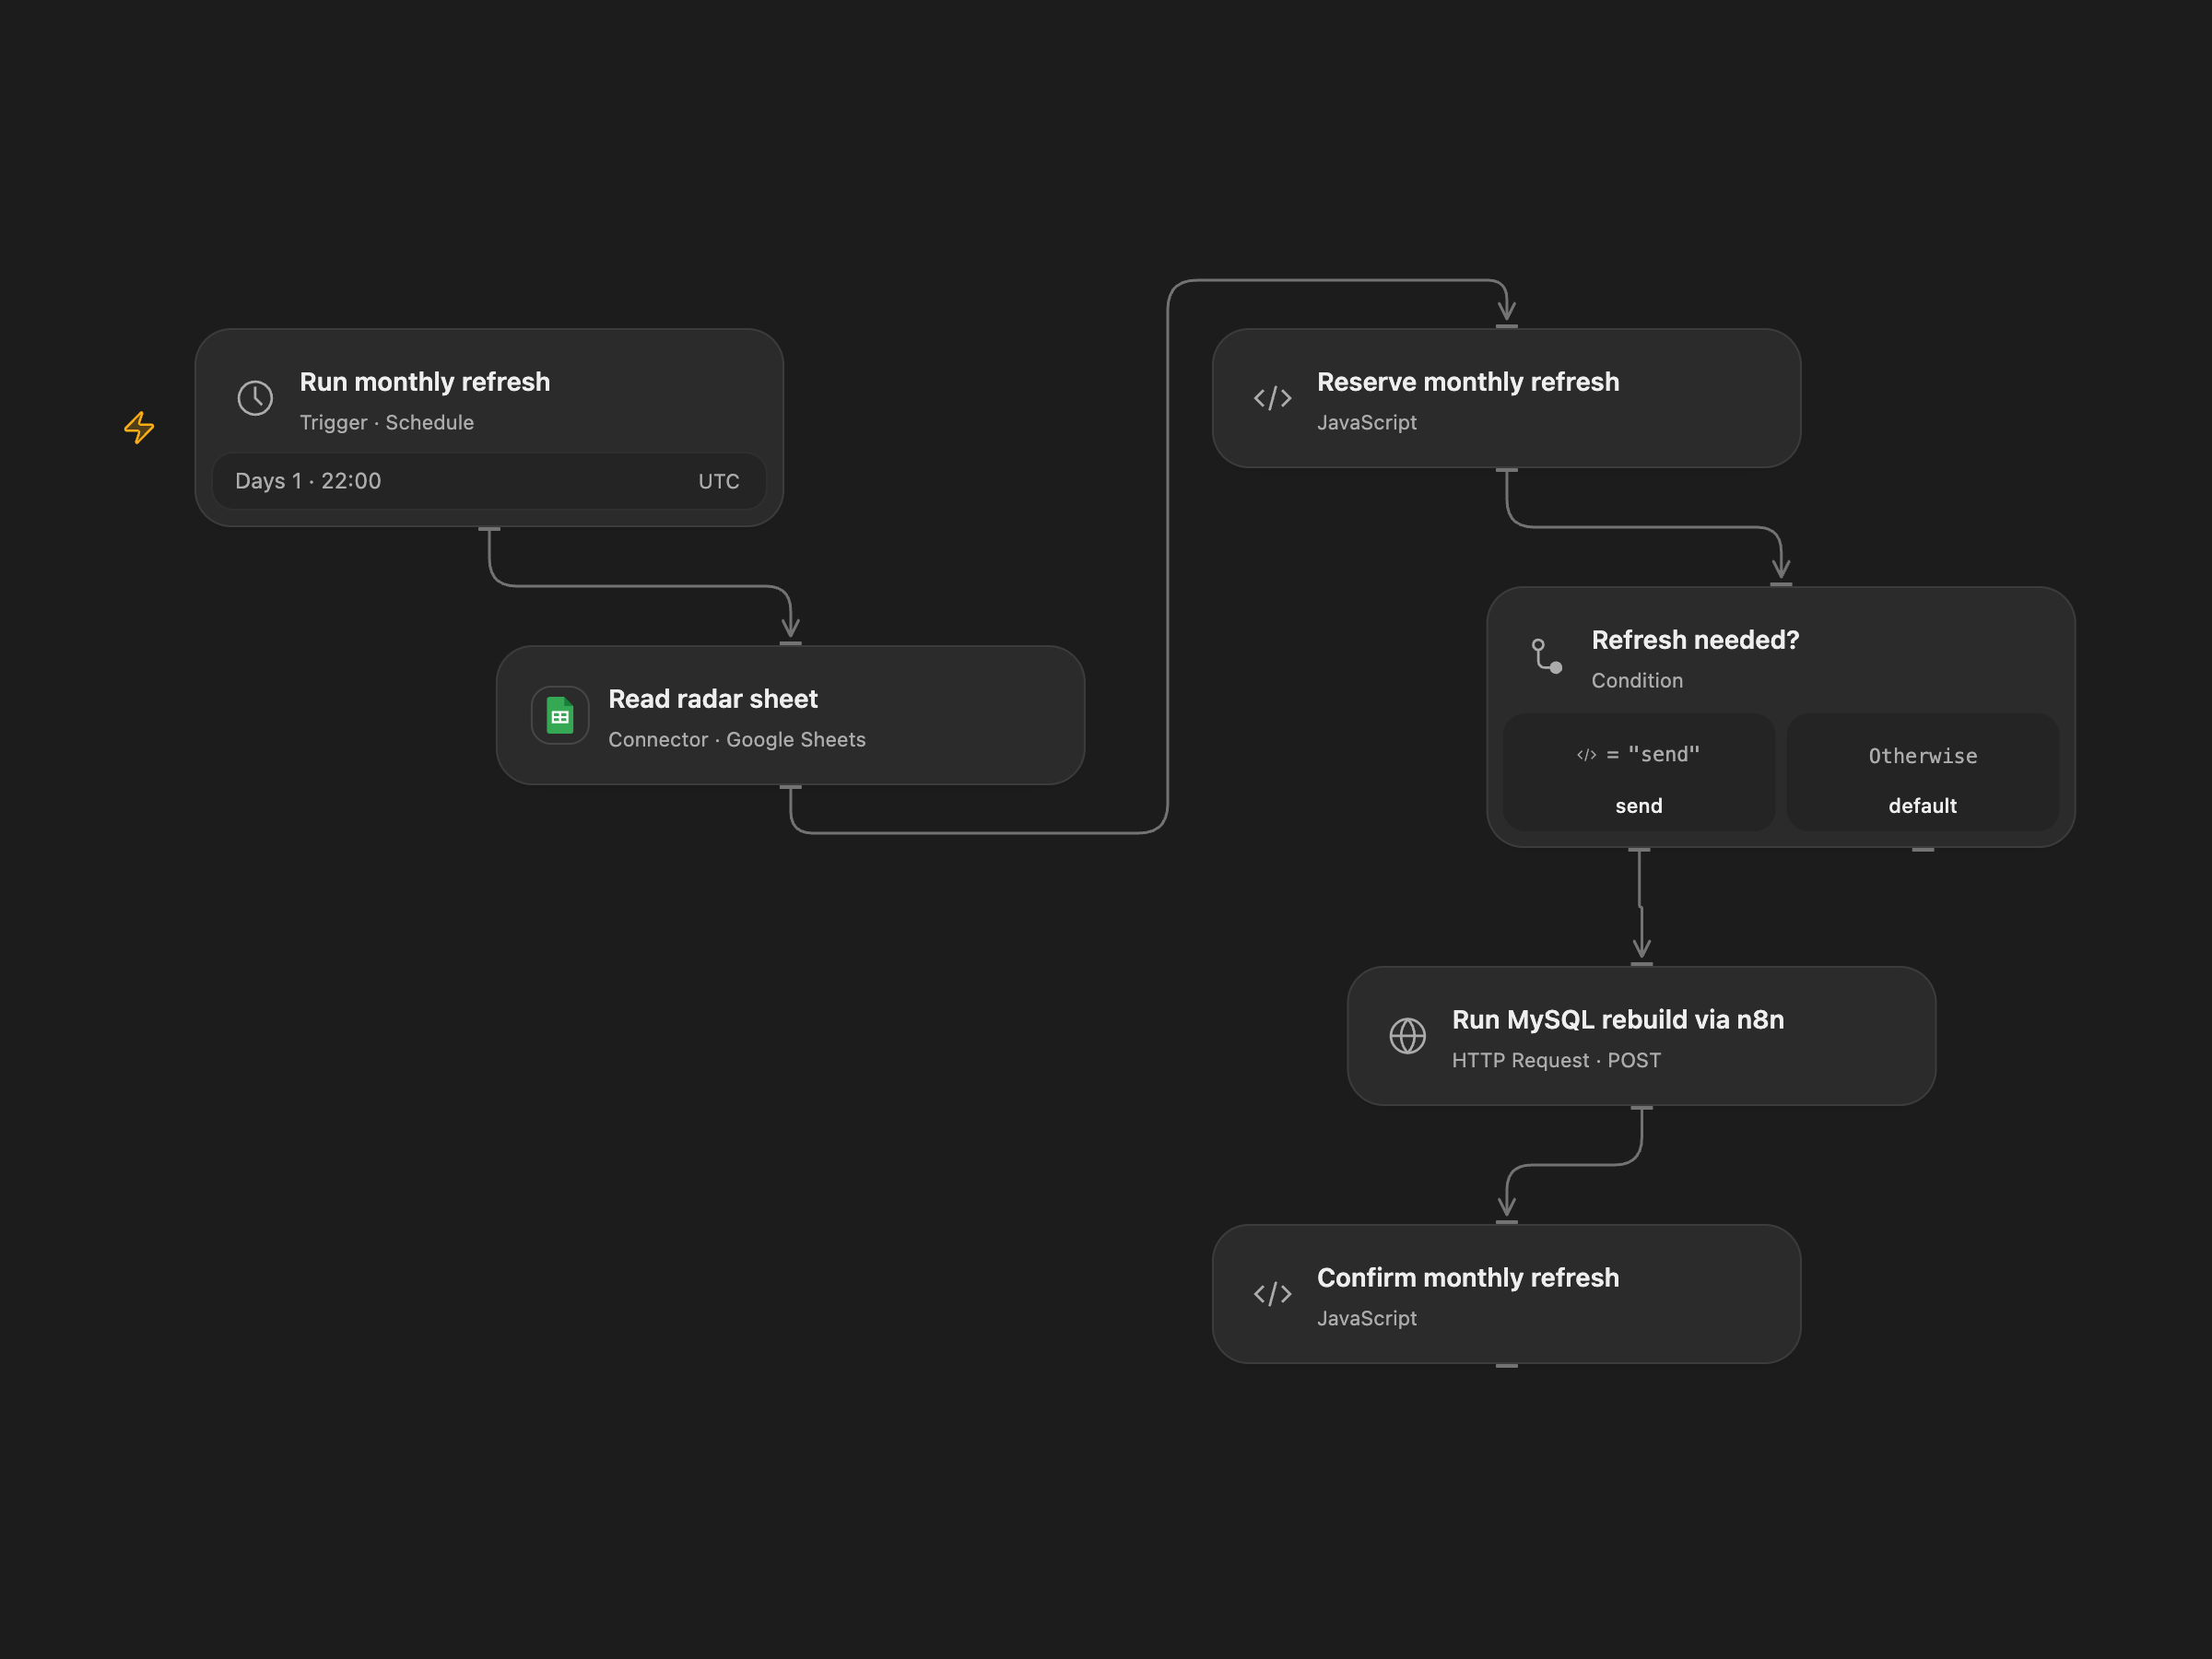 Run monthly refresh
Trigger · Schedule
Days 1 · 22:00
UTC
Read radar sheet
Connector · Google Sheets
Reserve monthly refresh
JavaScript
Refresh needed?
Condition
</> = "send"
send
Otherwise
default
Run MySQL rebuild via n8n
HTTP Request · POST
Confirm monthly refresh
JavaScript